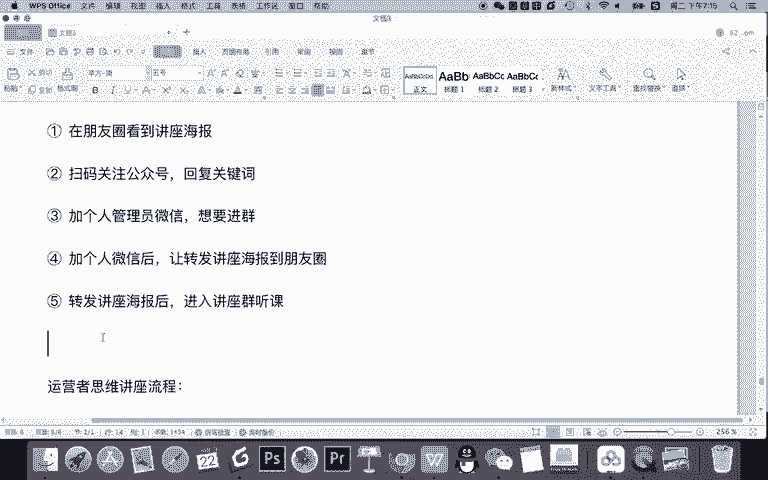 WPS Office 文件 编辑 视图 插入 格式 工具 表格 工作区 窗口 帮助 周二 下午7:15
文档3
文件 插入 页面布局 引用 审阅 视图 章节
粘贴 剪切 复制 格式刷 五号
B I U
AaBbCcDd AaBb AaBbCc AaBbCc
正文 标题 1 标题 2 标题 3 新样式 文字工具 查找替换 选择
① 在朋友圈看到讲座海报
② 扫码关注公众号，回复关键词
③ 加个人管理员微信，想要进群
④ 加个人微信后，让转发讲座海报到朋友圈
⑤ 转发讲座海报后，进入讲座群听课
运营者思维讲座流程：
256 %
22 Ps Pr